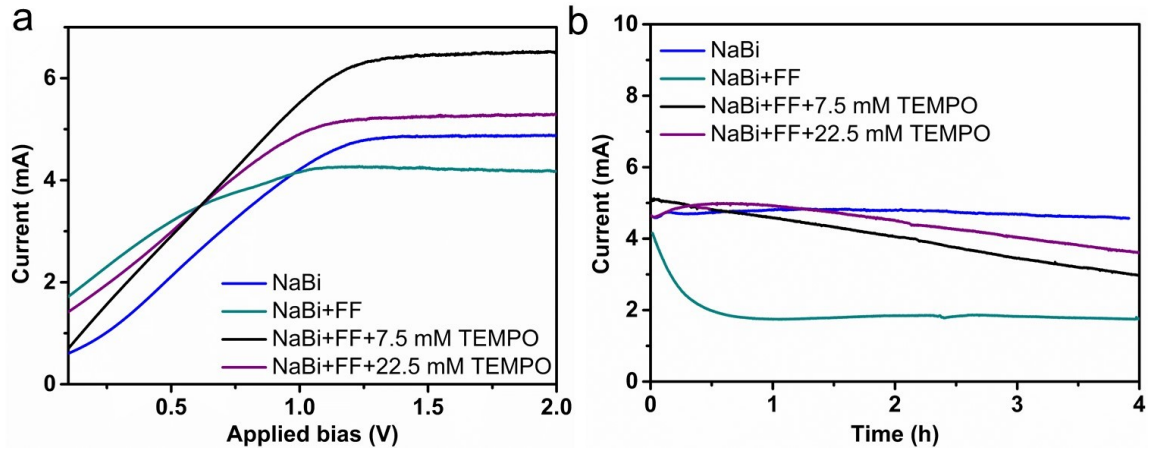 a
Current (mA)
6
4
2
0
0.5
1.0
1.5
2.0
Applied bias (V)
NaBi
NaBi+FF
NaBi+FF+7.5 mM TEMPO
NaBi+FF+22.5 mM TEMPO
b
Current (mA)
10
8
6
4
2
0
0
1
2
3
4
Time (h)
NaBi
NaBi+FF
NaBi+FF+7.5 mM TEMPO
NaBi+FF+22.5 mM TEMPO